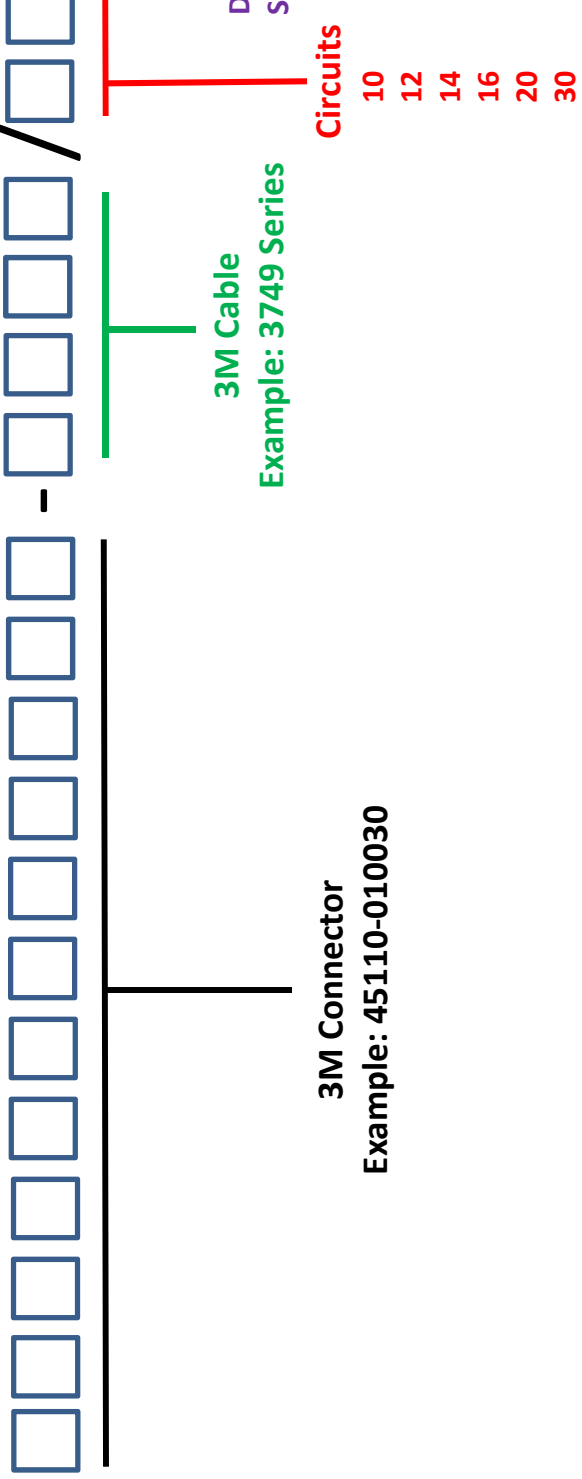 -
/
3M Connector
Example: 45110-010030
3M Cable
Example: 3749 Series
Circuits
10
12
14
16
20
30
D
S